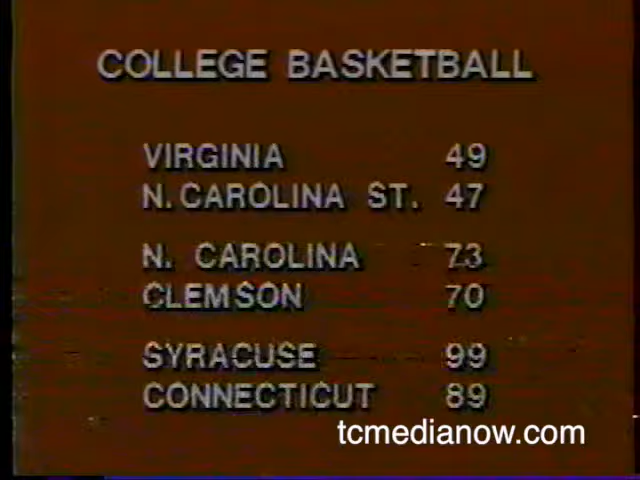 COLLEGE BASKETBALL
VIRGINIA 49
N. CAROLINA ST. 47
N. CAROLINA 73
CLEMSON 70
SYRACUSE 99
CONNECTICUT 89
tcmedianow.com